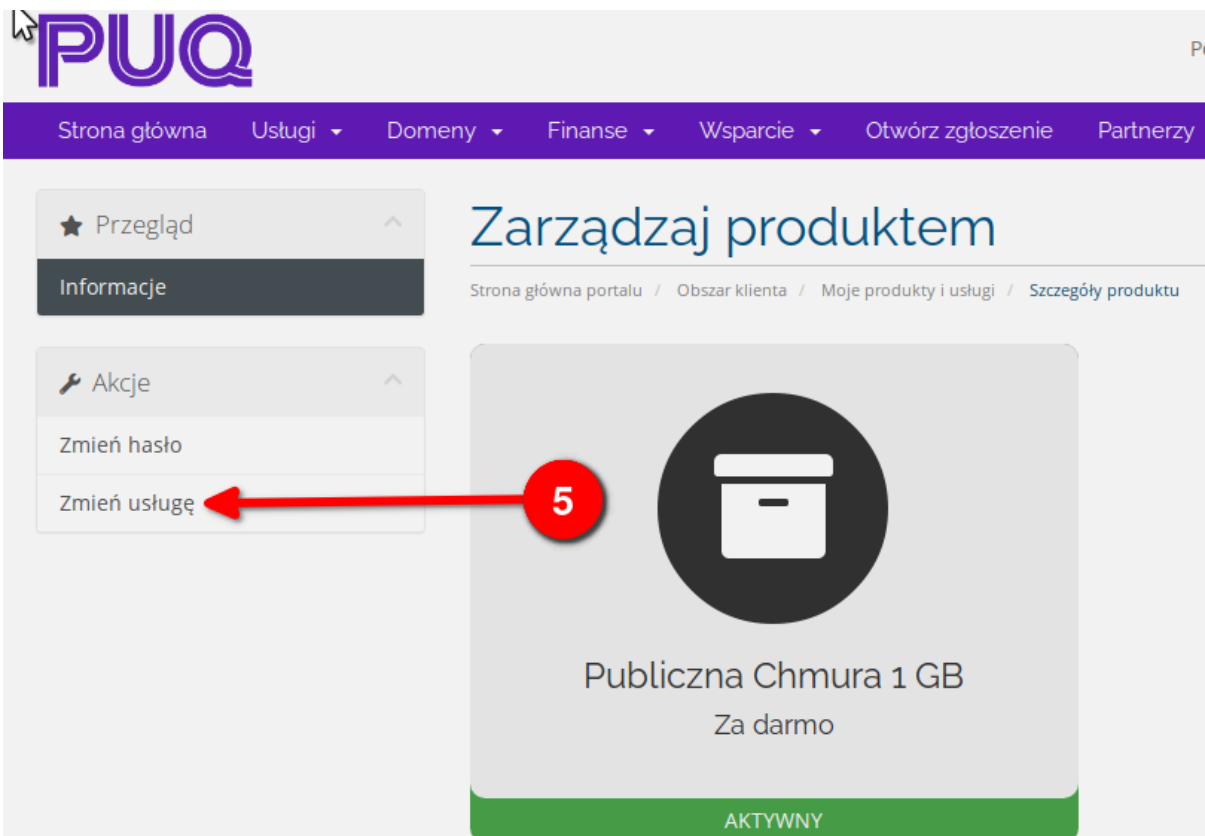 PUQ
Strona główna Usługi Domeny Finanse Wsparcie Otwórz zgłoszenie Partnerzy
Przegląd
Informacje
Akcje
Zmień hasło
Zmień usługę
Zarządzaj produktem
Strona główna portalu / Obszar klienta / Moje produkty i usługi / Szczegóły produktu
5
Publiczna Chmura 1 GB
Za darmo
AKTYWNY